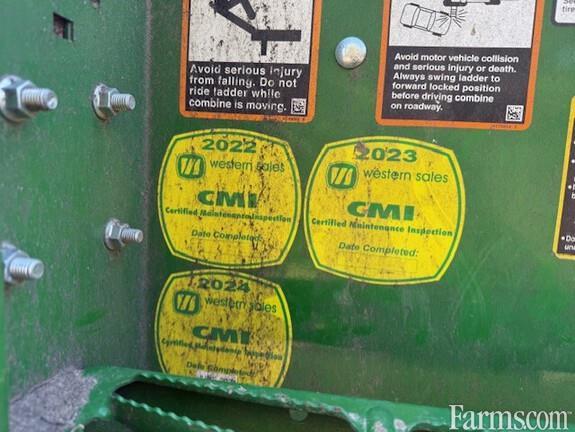 Avoid serious injury
from falling. Do not
ride ladder while
combine is moving.
Avoid motor vehicle collision
and serious injury or death.
Always swing ladder to
forward locked position
before driving combine
on roadway.
2022
western sales
CMI
Certified Maintenance Inspection
Date Completed:
2023
western sales
CMI
Certified Maintenance Inspection
Date Completed:
2024
western sales
CMI
Certified Maintenance Inspection
Date Completed:
Farms.com